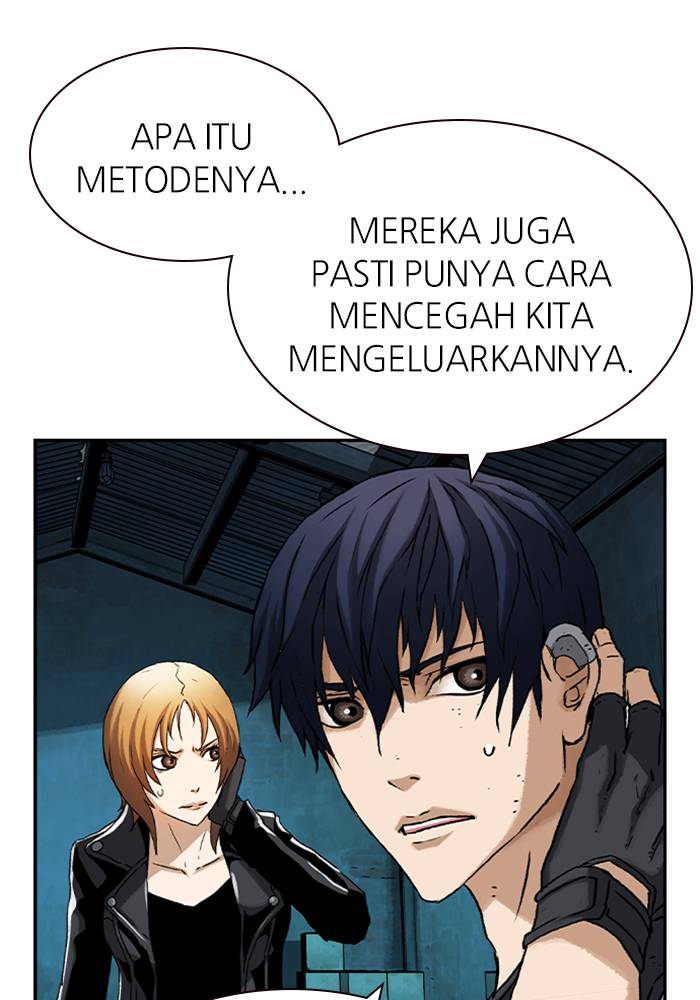 APA ITU
METODENYA...
MEREKA JUGA
PASTI PUNYA CARA
MENCEGAH KITA
MENGELUARKANNYA.